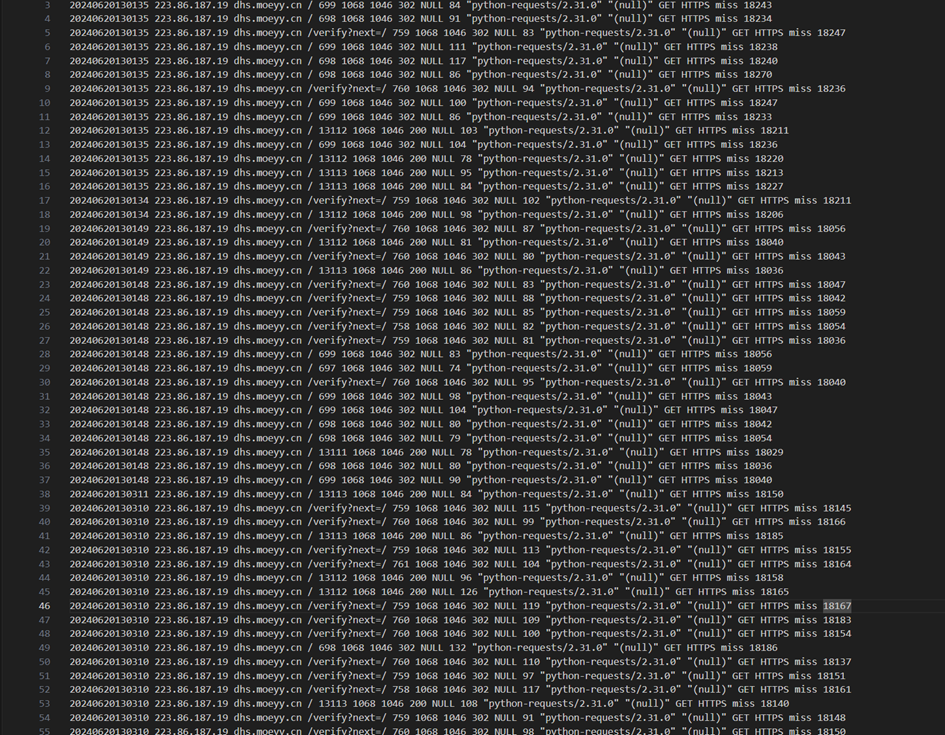 3 20240620130135 223.86.187.19 dhs.moeyy.cn / 699 1068 1046 302 NULL 84 "python-requests/2.31.0" "(null)" GET HTTPS miss 18243
4 20240620130135 223.86.187.19 dhs.moeyy.cn / 698 1068 1046 302 NULL 91 "python-requests/2.31.0" "(null)" GET HTTPS miss 18234
5 20240620130135 223.86.187.19 dhs.moeyy.cn /verify?next=/ 759 1068 1046 302 NULL 83 "python-requests/2.31.0" "(null)" GET HTTPS miss 18247
6 20240620130135 223.86.187.19 dhs.moeyy.cn / 699 1068 1046 302 NULL 111 "python-requests/2.31.0" "(null)" GET HTTPS miss 18238
7 20240620130135 223.86.187.19 dhs.moeyy.cn / 698 1068 1046 302 NULL 117 "python-requests/2.31.0" "(null)" GET HTTPS miss 18240
8 20240620130135 223.86.187.19 dhs.moeyy.cn / 698 1068 1046 302 NULL 86 "python-requests/2.31.0" "(null)" GET HTTPS miss 18270
9 20240620130135 223.86.187.19 dhs.moeyy.cn /verify?next=/ 760 1068 1046 302 NULL 94 "python-requests/2.31.0" "(null)" GET HTTPS miss 18236
10 20240620130135 223.86.187.19 dhs.moeyy.cn / 699 1068 1046 302 NULL 100 "python-requests/2.31.0" "(null)" GET HTTPS miss 18247
11 20240620130135 223.86.187.19 dhs.moeyy.cn / 699 1068 1046 302 NULL 86 "python-requests/2.31.0" "(null)" GET HTTPS miss 18233
12 20240620130135 223.86.187.19 dhs.moeyy.cn / 13112 1068 1046 200 NULL 103 "python-requests/2.31.0" "(null)" GET HTTPS miss 18211
13 20240620130135 223.86.187.19 dhs.moeyy.cn / 699 1068 1046 302 NULL 104 "python-requests/2.31.0" "(null)" GET HTTPS miss 18236
14 20240620130135 223.86.187.19 dhs.moeyy.cn / 13112 1068 1046 200 NULL 78 "python-requests/2.31.0" "(null)" GET HTTPS miss 18220
15 20240620130135 223.86.187.19 dhs.moeyy.cn / 13113 1068 1046 200 NULL 95 "python-requests/2.31.0" "(null)" GET HTTPS miss 18213
16 20240620130135 223.86.187.19 dhs.moeyy.cn / 13113 1068 1046 200 NULL 84 "python-requests/2.31.0" "(null)" GET HTTPS miss 18227
17 20240620130134 223.86.187.19 dhs.moeyy.cn /verify?next=/ 759 1068 1046 302 NULL 102 "python-requests/2.31.0" "(null)" GET HTTPS miss 18211
18 20240620130134 223.86.187.19 dhs.moeyy.cn / 13112 1068 1046 200 NULL 98 "python-requests/2.31.0" "(null)" GET HTTPS miss 18206
19 20240620130149 223.86.187.19 dhs.moeyy.cn /verify?next=/ 760 1068 1046 302 NULL 87 "python-requests/2.31.0" "(null)" GET HTTPS miss 18056
20 20240620130149 223.86.187.19 dhs.moeyy.cn / 13112 1068 1046 200 NULL 81 "python-requests/2.31.0" "(null)" GET HTTPS miss 18040
21 20240620130149 223.86.187.19 dhs.moeyy.cn /verify?next=/ 760 1068 1046 302 NULL 80 "python-requests/2.31.0" "(null)" GET HTTPS miss 18043
22 20240620130149 223.86.187.19 dhs.moeyy.cn / 13113 1068 1046 200 NULL 86 "python-requests/2.31.0" "(null)" GET HTTPS miss 18036
23 20240620130148 223.86.187.19 dhs.moeyy.cn /verify?next=/ 760 1068 1046 302 NULL 83 "python-requests/2.31.0" "(null)" GET HTTPS miss 18047
24 20240620130148 223.86.187.19 dhs.moeyy.cn /verify?next=/ 759 1068 1046 302 NULL 88 "python-requests/2.31.0" "(null)" GET HTTPS miss 18042
25 20240620130148 223.86.187.19 dhs.moeyy.cn /verify?next=/ 759 1068 1046 302 NULL 85 "python-requests/2.31.0" "(null)" GET HTTPS miss 18059
26 20240620130148 223.86.187.19 dhs.moeyy.cn /verify?next=/ 758 1068 1046 302 NULL 82 "python-requests/2.31.0" "(null)" GET HTTPS miss 18054
27 20240620130148 223.86.187.19 dhs.moeyy.cn /verify?next=/ 759 1068 1046 302 NULL 81 "python-requests/2.31.0" "(null)" GET HTTPS miss 18036
28 20240620130148 223.86.187.19 dhs.moeyy.cn / 699 1068 1046 302 NULL 83 "python-requests/2.31.0" "(null)" GET HTTPS miss 18056
29 20240620130148 223.86.187.19 dhs.moeyy.cn / 697 1068 1046 302 NULL 74 "python-requests/2.31.0" "(null)" GET HTTPS miss 18059
30 20240620130148 223.86.187.19 dhs.moeyy.cn /verify?next=/ 760 1068 1046 302 NULL 95 "python-requests/2.31.0" "(null)" GET HTTPS miss 18040
31 20240620130148 223.86.187.19 dhs.moeyy.cn / 699 1068 1046 302 NULL 98 "python-requests/2.31.0" "(null)" GET HTTPS miss 18043
32 20240620130148 223.86.187.19 dhs.moeyy.cn / 699 1068 1046 302 NULL 104 "python-requests/2.31.0" "(null)" GET HTTPS miss 18047
33 20240620130148 223.86.187.19 dhs.moeyy.cn / 698 1068 1046 302 NULL 80 "python-requests/2.31.0" "(null)" GET HTTPS miss 18042
34 20240620130148 223.86.187.19 dhs.moeyy.cn / 698 1068 1046 302 NULL 79 "python-requests/2.31.0" "(null)" GET HTTPS miss 18054
35 20240620130148 223.86.187.19 dhs.moeyy.cn / 13111 1068 1046 200 NULL 78 "python-requests/2.31.0" "(null)" GET HTTPS miss 18029
36 20240620130148 223.86.187.19 dhs.moeyy.cn / 698 1068 1046 302 NULL 80 "python-requests/2.31.0" "(null)" GET HTTPS miss 18036
37 20240620130148 223.86.187.19 dhs.moeyy.cn / 699 1068 1046 302 NULL 90 "python-requests/2.31.0" "(null)" GET HTTPS miss 18040
38 20240620130311 223.86.187.19 dhs.moeyy.cn / 13113 1068 1046 200 NULL 84 "python-requests/2.31.0" "(null)" GET HTTPS miss 18150
39 20240620130310 223.86.187.19 dhs.moeyy.cn /verify?next=/ 759 1068 1046 302 NULL 115 "python-requests/2.31.0" "(null)" GET HTTPS miss 18145
40 20240620130310 223.86.187.19 dhs.moeyy.cn /verify?next=/ 760 1068 1046 302 NULL 99 "python-requests/2.31.0" "(null)" GET HTTPS miss 18166
41 20240620130310 223.86.187.19 dhs.moeyy.cn / 13113 1068 1046 200 NULL 86 "python-requests/2.31.0" "(null)" GET HTTPS miss 18185
42 20240620130310 223.86.187.19 dhs.moeyy.cn /verify?next=/ 759 1068 1046 302 NULL 113 "python-requests/2.31.0" "(null)" GET HTTPS miss 18155
43 20240620130310 223.86.187.19 dhs.moeyy.cn /verify?next=/ 761 1068 1046 302 NULL 104 "python-requests/2.31.0" "(null)" GET HTTPS miss 18164
44 20240620130310 223.86.187.19 dhs.moeyy.cn / 13112 1068 1046 200 NULL 96 "python-requests/2.31.0" "(null)" GET HTTPS miss 18158
45 20240620130310 223.86.187.19 dhs.moeyy.cn / 13112 1068 1046 200 NULL 126 "python-requests/2.31.0" "(null)" GET HTTPS miss 18165
46 20240620130310 223.86.187.19 dhs.moeyy.cn /verify?next=/ 759 1068 1046 302 NULL 119 "python-requests/2.31.0" "(null)" GET HTTPS miss 18167
47 20240620130310 223.86.187.19 dhs.moeyy.cn /verify?next=/ 760 1068 1046 302 NULL 109 "python-requests/2.31.0" "(null)" GET HTTPS miss 18183
48 20240620130310 223.86.187.19 dhs.moeyy.cn /verify?next=/ 760 1068 1046 302 NULL 100 "python-requests/2.31.0" "(null)" GET HTTPS miss 18154
49 20240620130310 223.86.187.19 dhs.moeyy.cn / 698 1068 1046 302 NULL 132 "python-requests/2.31.0" "(null)" GET HTTPS miss 18186
50 20240620130310 223.86.187.19 dhs.moeyy.cn /verify?next=/ 760 1068 1046 302 NULL 110 "python-requests/2.31.0" "(null)" GET HTTPS miss 18137
51 20240620130310 223.86.187.19 dhs.moeyy.cn /verify?next=/ 759 1068 1046 302 NULL 97 "python-requests/2.31.0" "(null)" GET HTTPS miss 18151
52 20240620130310 223.86.187.19 dhs.moeyy.cn /verify?next=/ 758 1068 1046 302 NULL 117 "python-requests/2.31.0" "(null)" GET HTTPS miss 18161
53 20240620130310 223.86.187.19 dhs.moeyy.cn / 13113 1068 1046 200 NULL 108 "python-requests/2.31.0" "(null)" GET HTTPS miss 18140
54 20240620130310 223.86.187.19 dhs.moeyy.cn /verify?next=/ 759 1068 1046 302 NULL 91 "python-requests/2.31.0" "(null)" GET HTTPS miss 18148
55 20240620130310 223.86.187.19 dhs.moeyy.cn /verify?next=/ 760 1068 1046 302 NULL 98 "python-requests/2.31.0" "(null)" GET HTTPS miss 18150